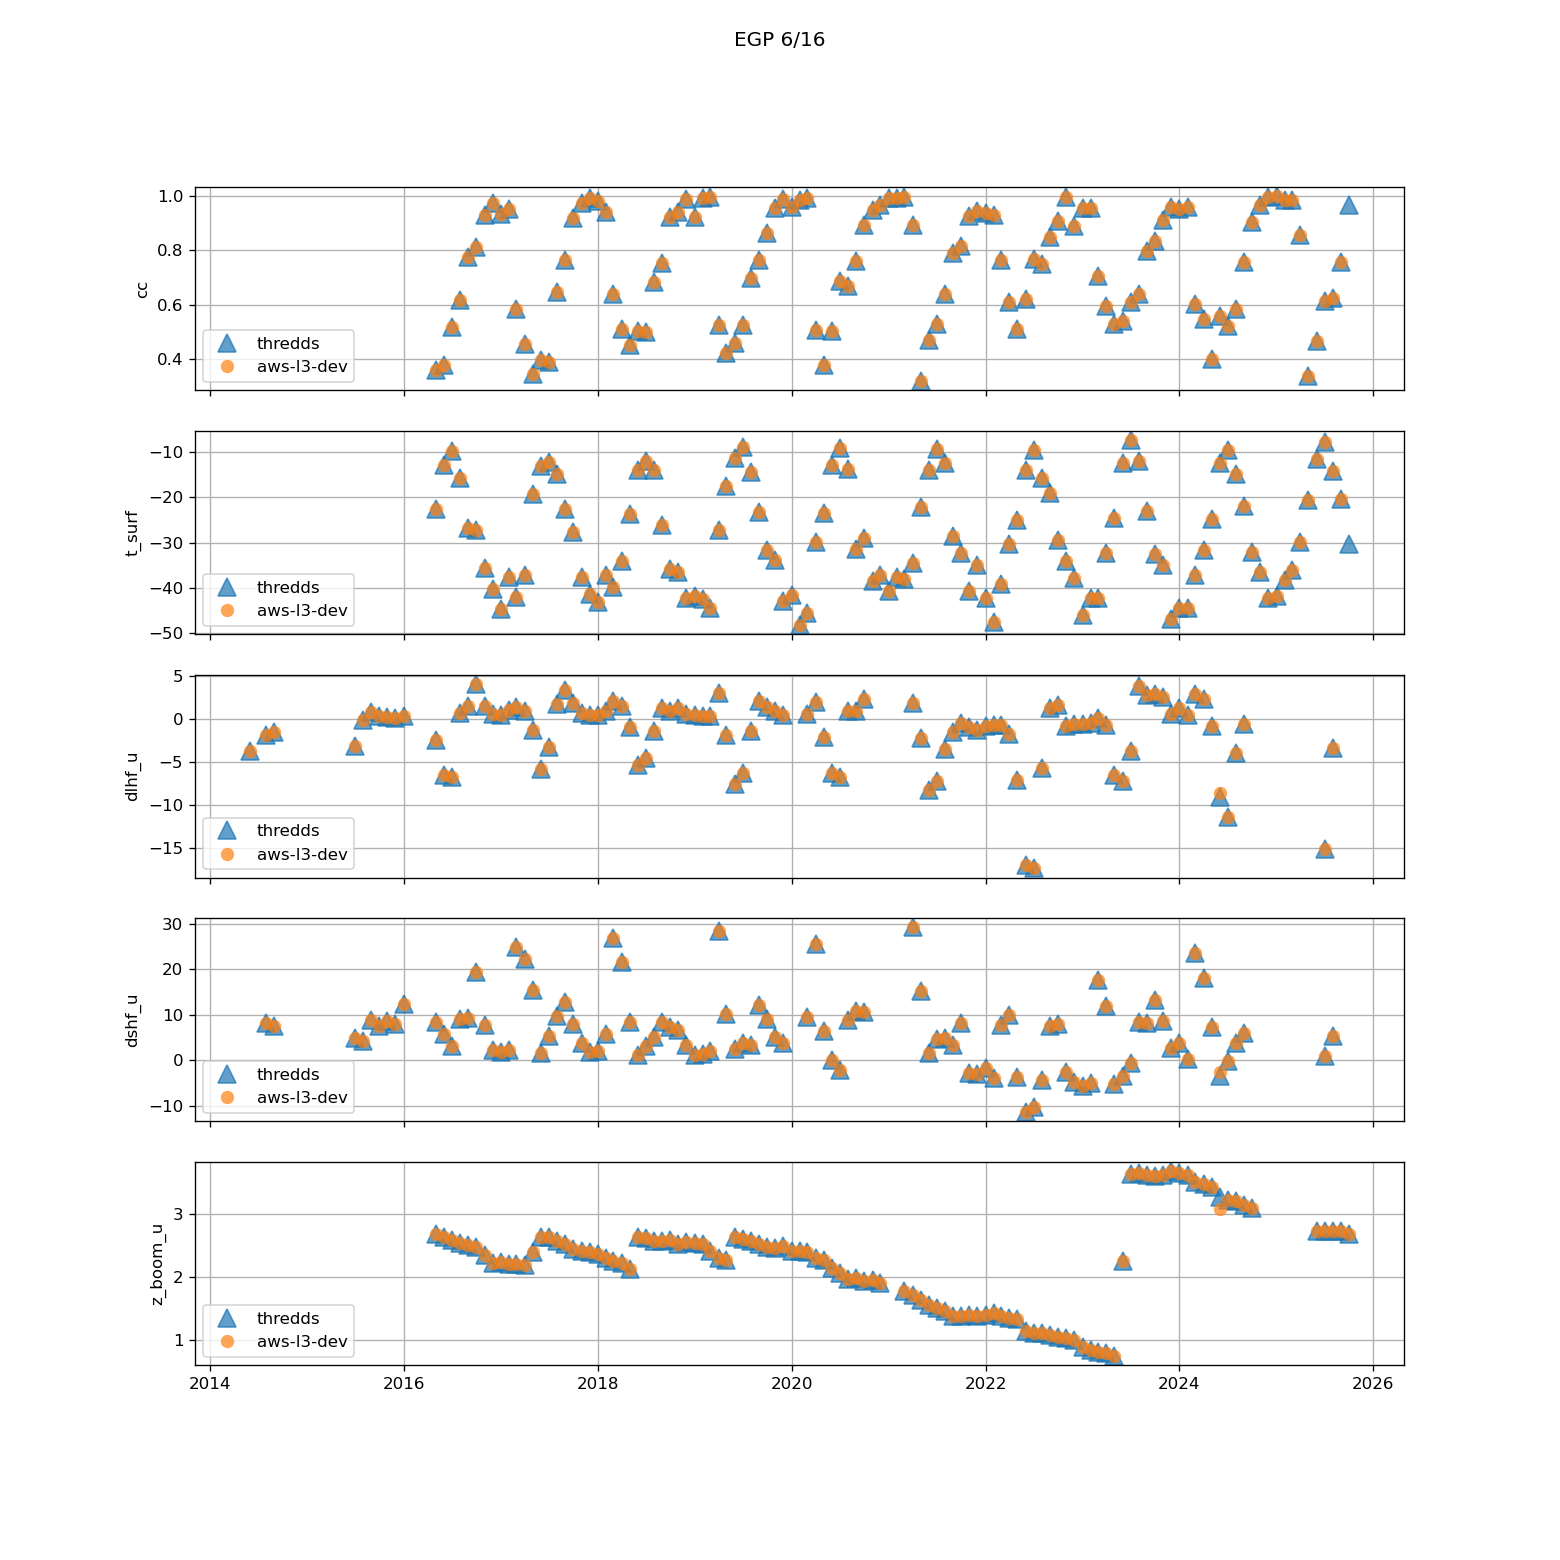 EGP 6/16
1.0
0.8
0.6
0.4
cc
thredds
aws-l3-dev
−10
−20
−30
−40
−50
t_surf
thredds
aws-l3-dev
5
0
−5
−10
−15
dlhf_u
thredds
aws-l3-dev
30
20
10
0
−10
dshf_u
thredds
aws-l3-dev
3
2
1
z_boom_u
thredds
aws-l3-dev
2014 2016 2018 2020 2022 2024 2026